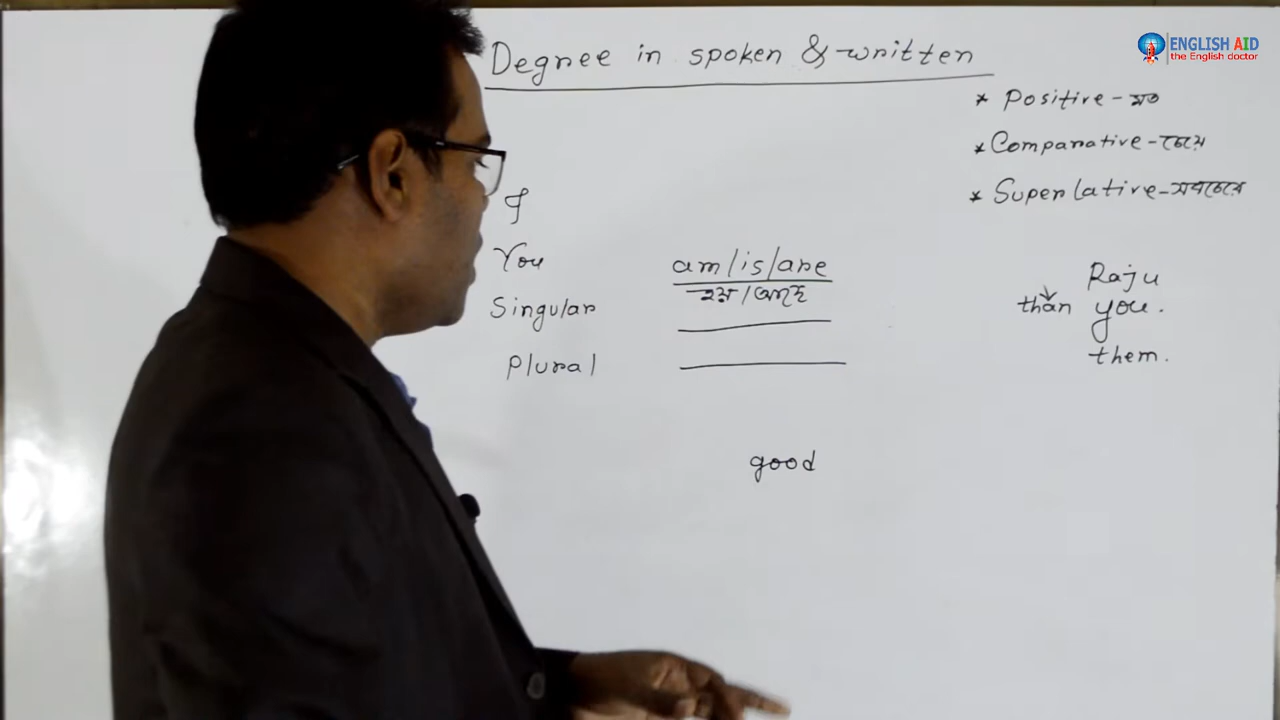 Degree in spoken & written
ENGLISH AID
the English doctor
* Positive - মত
* Comparative - চেয়ে
* Superlative - সবচেয়ে
I
You
Singular
Plural
am/is/are
হয়/
Raju
than you.
them.
good